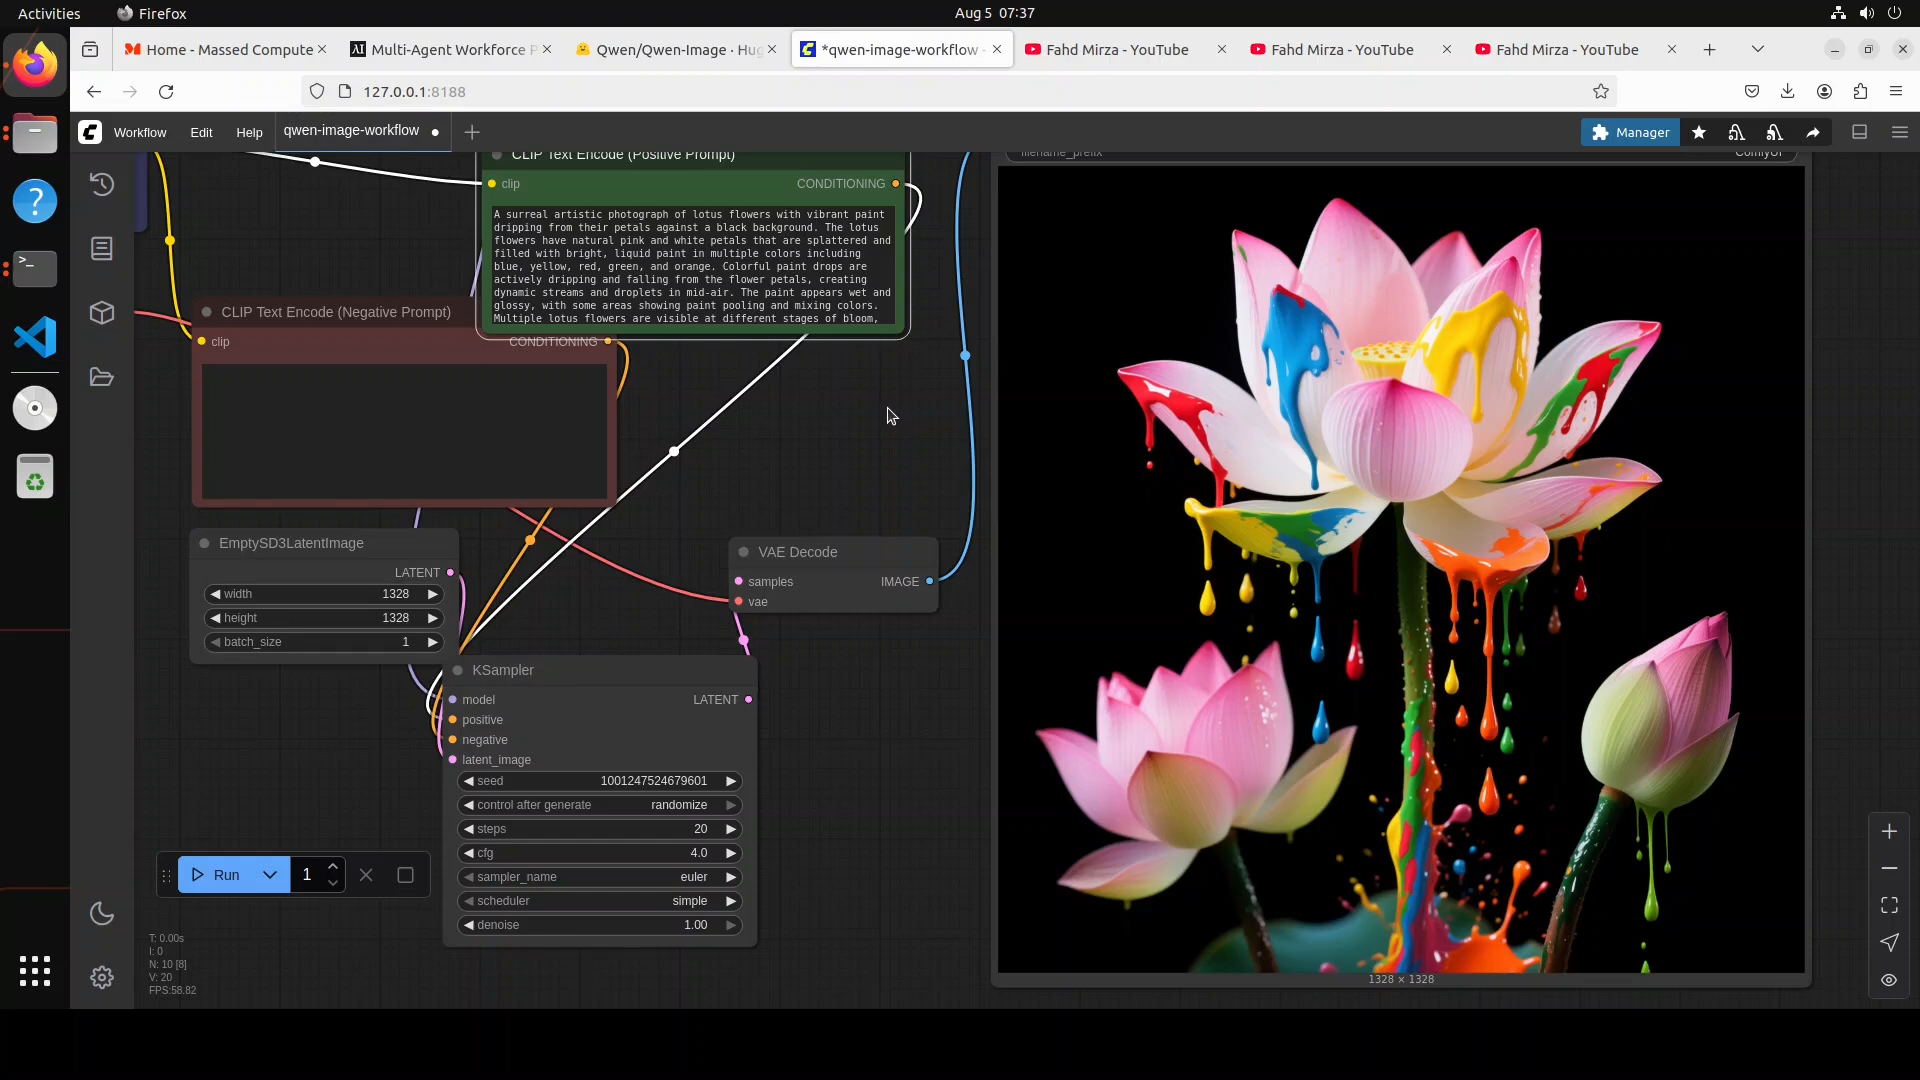 Activities
Firefox
Aug 5 07:37
Home - Massed Compute
Multi-Agent Workforce P
Qwen/Qwen-Image · Hug
*qwen-image-workflow -
Fahd Mirza - YouTube
Fahd Mirza - YouTube
Fahd Mirza - YouTube
127.0.0.1:8188
Workflow
Edit
Help
qwen-image-workflow
Manager
CLIP Text Encode (Positive Prompt)
filename_prefix
ComfyUI
clip
CONDITIONING
A surreal artistic photograph of lotus flowers with vibrant paint
dripping from their petals against a black background. The lotus
flowers have natural pink and white petals that are splattered and
filled with bright, liquid paint in multiple colors including
blue, yellow, red, green, and orange. Colorful paint drops are
actively dripping and falling from the flower petals, creating
dynamic streams and droplets in mid-air. The paint appears wet and
glossy, with some areas showing paint pooling and mixing colors.
Multiple lotus flowers are visible at different stages of bloom,
CLIP Text Encode (Negative Prompt)
clip
CONDITIONING
EmptySD3LatentImage
LATENT
width 1328
height 1328
batch_size 1
VAE Decode
samples
IMAGE
vae
KSampler
model
LATENT
positive
negative
latent_image
seed 1001247524679601
control after generate randomize
steps 20
cfg 4.0
sampler_name euler
scheduler simple
denoise 1.00
Run
1
T: 0.00s
I: 0
N: 10 [8]
V: 20
FPS:58.82
1328 × 1328